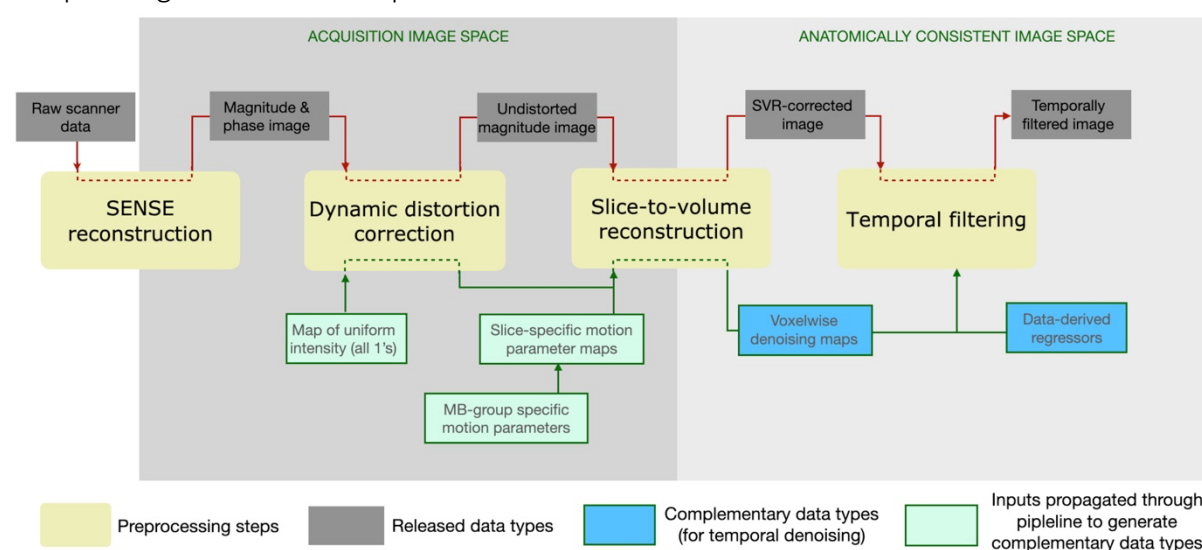 ACQUISITION IMAGE SPACE
ANATOMICALLY CONSISTENT IMAGE SPACE
Raw scanner
data
Magnitude &
phase image
Undistorted
magnitude image
SVR-corrected
image
Temporally
filtered image
SENSE
reconstruction
Dynamic distortion
correction
Slice-to-volume
reconstruction
Temporal filtering
Map of uniform
intensity (all 1's)
Slice-specific motion
parameter maps
Voxelwise
denoising maps
Data-derived
regressors
MB-group specific
motion parameters
Preprocessing steps
Released data types
Complementary data types
(for temporal denoising)
Inputs propagated through
pipleline to generate
complementary data types